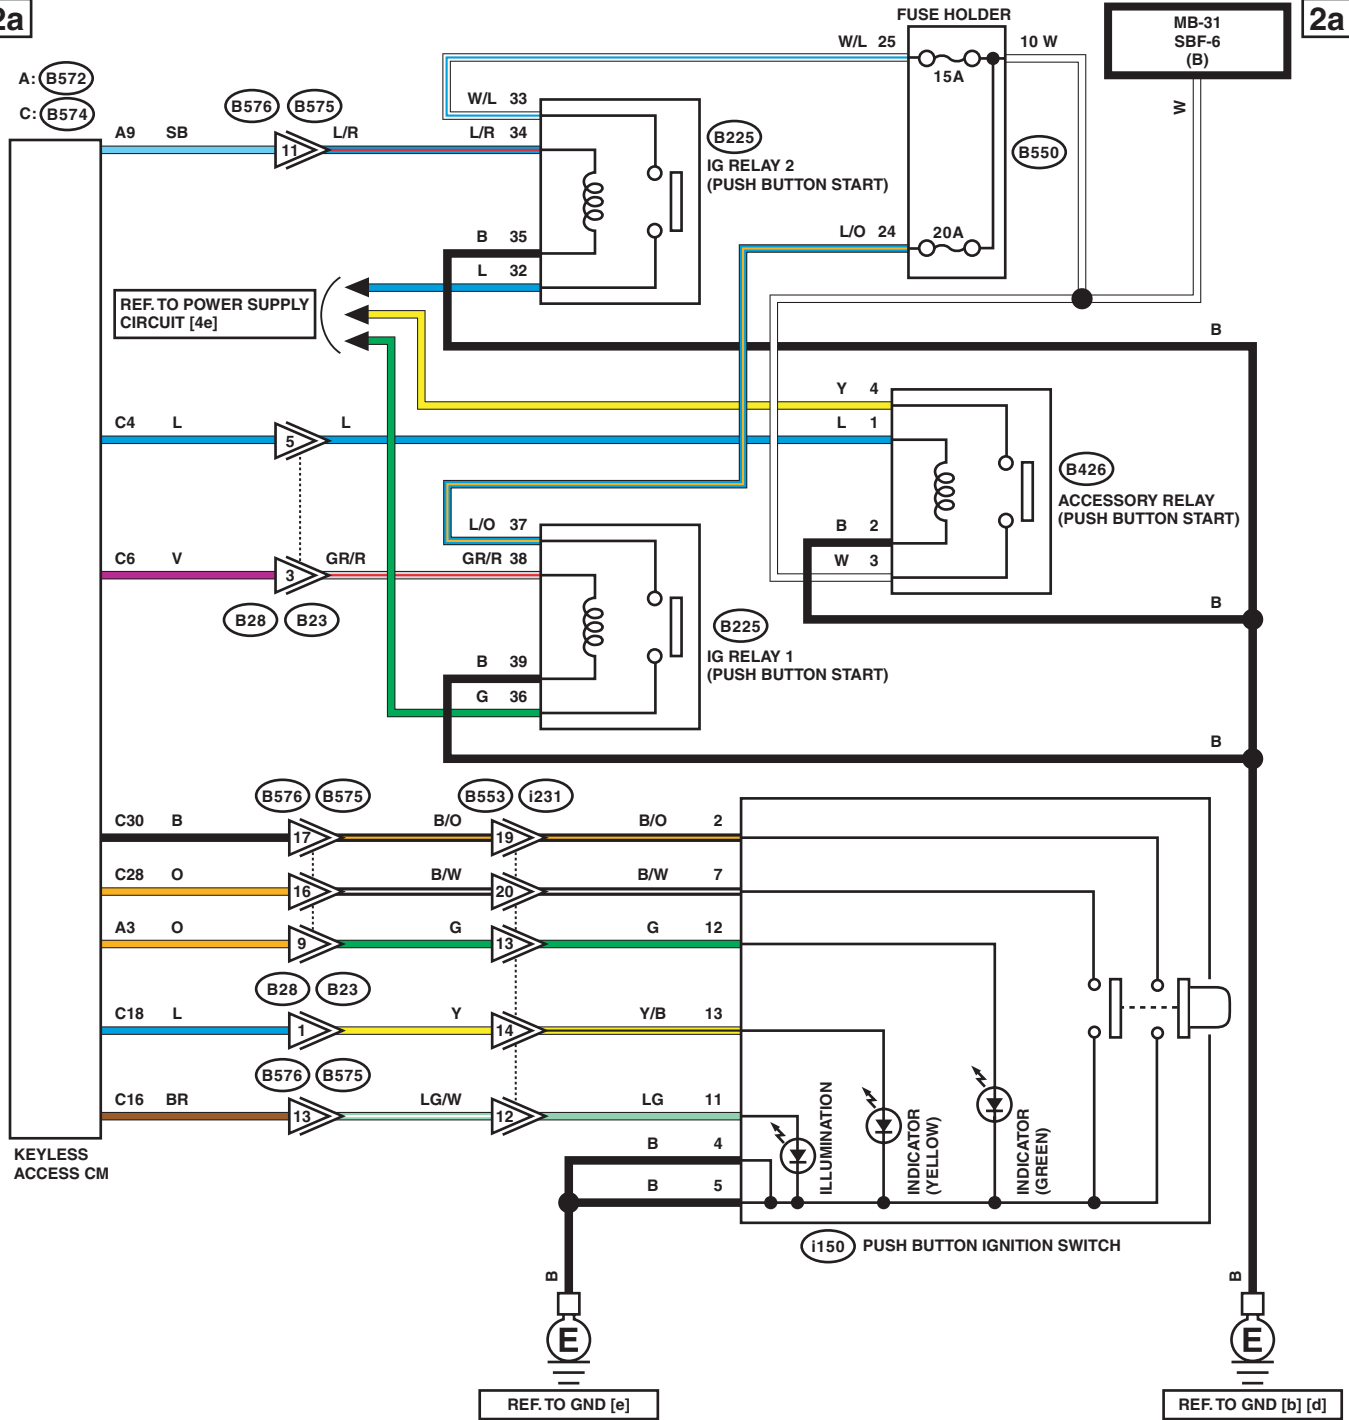 2a
2a
FUSE HOLDER
MB-31
SBF-6
(B)
W/L 25
10 W
15A
W
A: B572
C: B574
B576 B575
W/L 33
A9 SB
11
L/R
L/R 34
B225
IG RELAY 2
(PUSH BUTTON START)
B550
B 35
L/O 24
20A
L 32
REF. TO POWER SUPPLY
CIRCUIT [4e]
B
Y 4
C4 L
5
L
L 1
B426
ACCESSORY RELAY
(PUSH BUTTON START)
L/O 37
B 2
C6 V
3
GR/R
GR/R 38
W 3
B28 B23
B
B225
IG RELAY 1
(PUSH BUTTON START)
B 39
G 36
B
B576 B575
B553 i231
C30 B
17
B/O
19
B/O 2
C28 O
16
B/W
20
B/W 7
A3 O
9
G
13
G 12
B28 B23
C18 L
1
Y
14
Y/B 13
B576 B575
C16 BR
13
LG/W
12
LG 11
KEYLESS
ACCESS CM
B 4
B 5
ILLUMINATION
INDICATOR
(YELLOW)
INDICATOR
(GREEN)
i150 PUSH BUTTON IGNITION SWITCH
B
B
E
E
REF. TO GND [e]
REF. TO GND [b] [d]